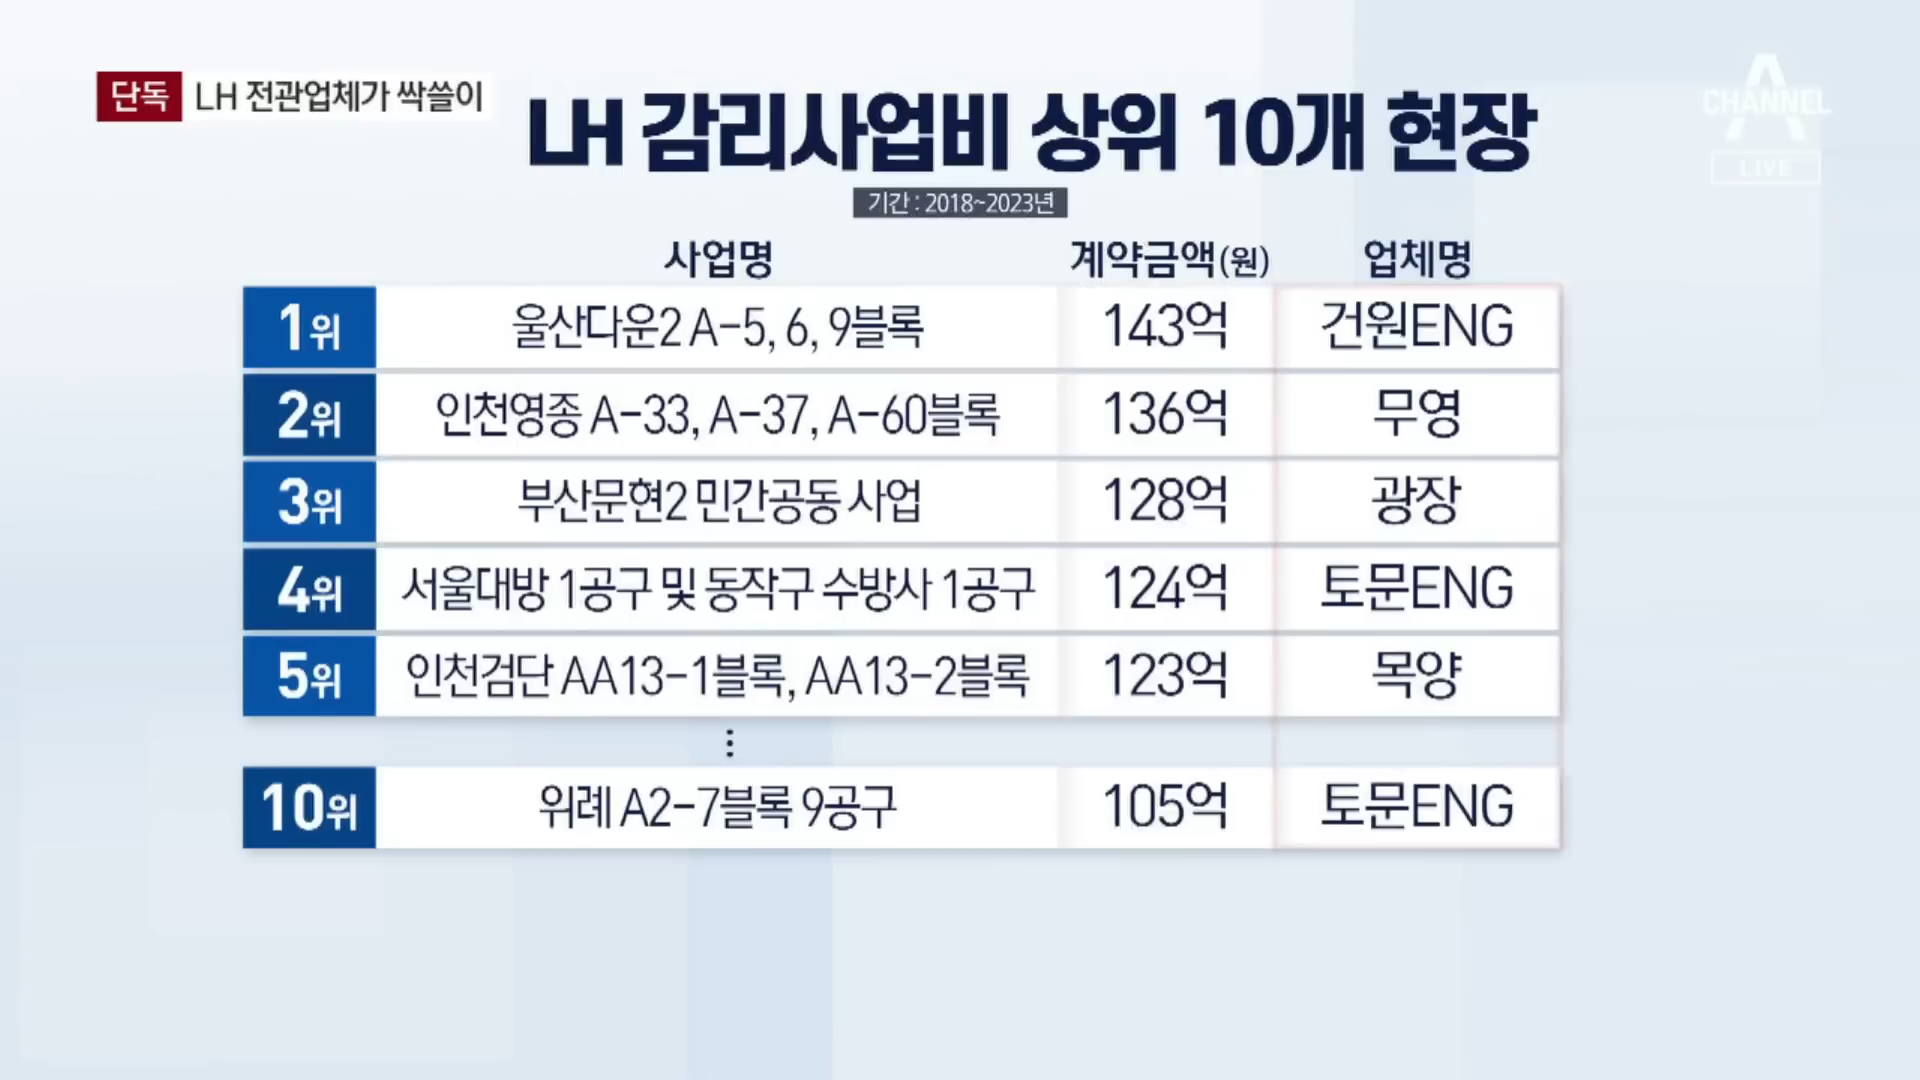 단독 LH 전관업체가 싹쓸이
CHANNEL A
LIVE
LH 감리사업비 상위 10개 현장
기간 : 2018~2023년
사업명 계약금액(원) 업체명
1위 울산다운2 A-5, 6, 9블록 143억 건원ENG
2위 인천영종 A-33, A-37, A-60블록 136억 무영
3위 부산문현2 민간공동 사업 128억 광장
4위 서울대방 1공구 및 동작구 수방사 1공구 124억 토문ENG
5위 인천검단 AA13-1블록, AA13-2블록 123억 목양
⋮
10위 위례 A2-7블록 9공구 105억 토문ENG